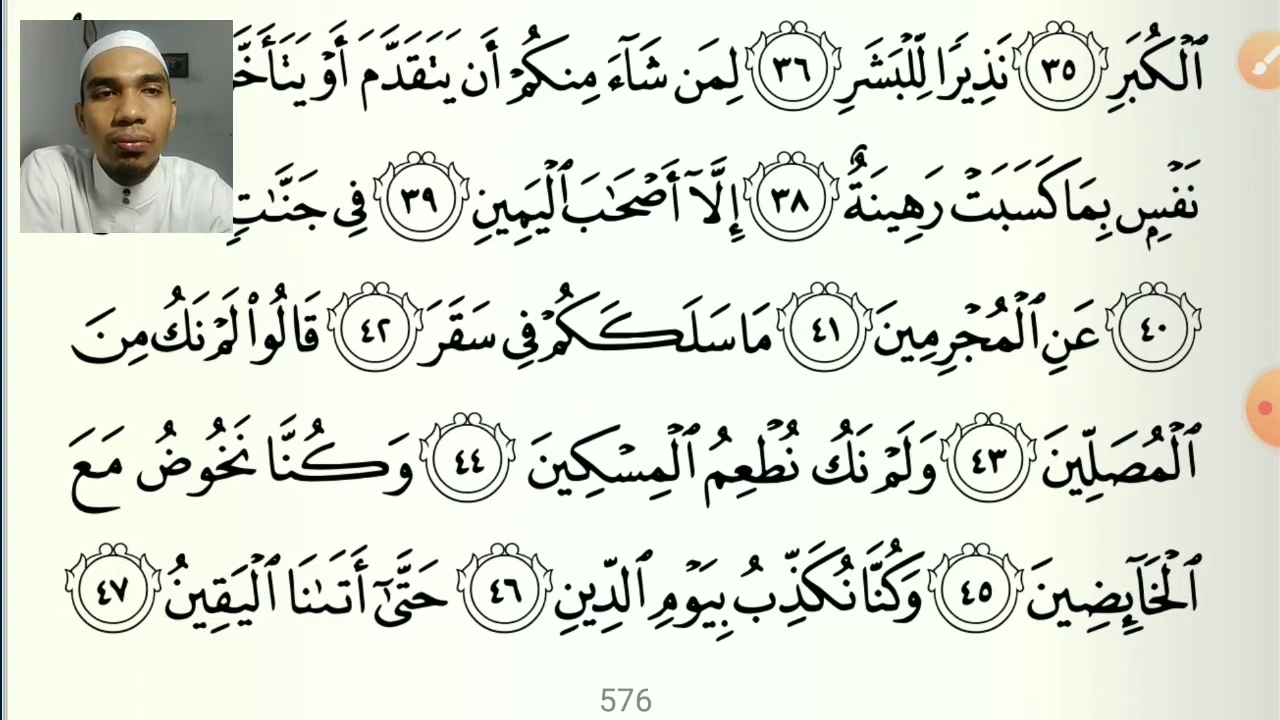 ٱلۡكُبَرِ ٣٥ نَذِيرٗا لِّلۡبَشَرِ ٣٦ لِمَن شَآءَ مِنكُمۡ أَن يَتَقَدَّمَ أَوۡ
نَفۡسِۭ بِمَا كَسَبَتۡ رَهِينَةٌ ٣٨ إِلَّآ أَصۡحَٰبَ ٱلۡيَمِينِ ٣٩ فِي جَنَّٰتٖ
٤٠ عَنِ ٱلۡمُجۡرِمِينَ ٤١ مَا سَلَكَكُمۡ فِي سَقَرَ ٤٢ قَالُواْ لَمۡ نَكُ مِنَ
ٱلۡمُصَلِّينَ ٤٣ وَلَمۡ نَكُ نُطۡعِمُ ٱلۡمِسۡكِينَ ٤٤ وَكُنَّا نَخُوضُ مَعَ
ٱلۡخَآئِضِينَ ٤٥ وَكُنَّا نُكَذِّبُ بِيَوۡمِ ٱلدِّينِ ٤٦ حَتَّىٰٓ أَتَىٰنَا ٱلۡيَقِينُ ٤٧
576